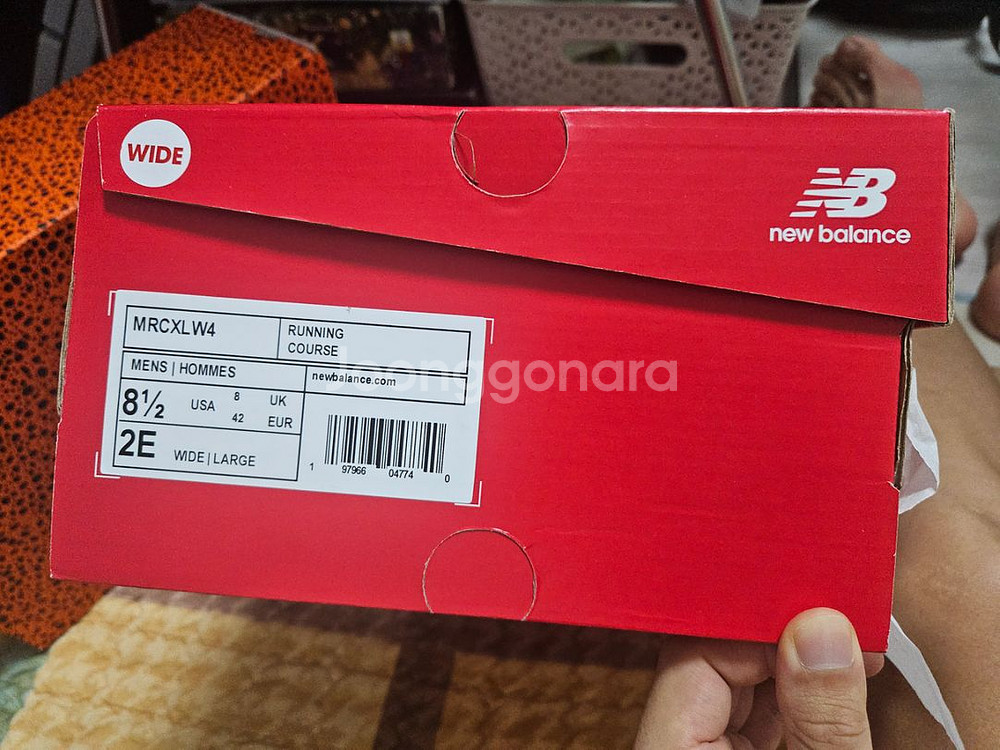 WIDE
NB
new balance
MRCXLW4
RUNNING
COURSE
Joonggonara
MENS | HOMMES
newbalance.com
8½ USA 8 UK
42 EUR
2E WIDE | LARGE
1 97966 04774 0